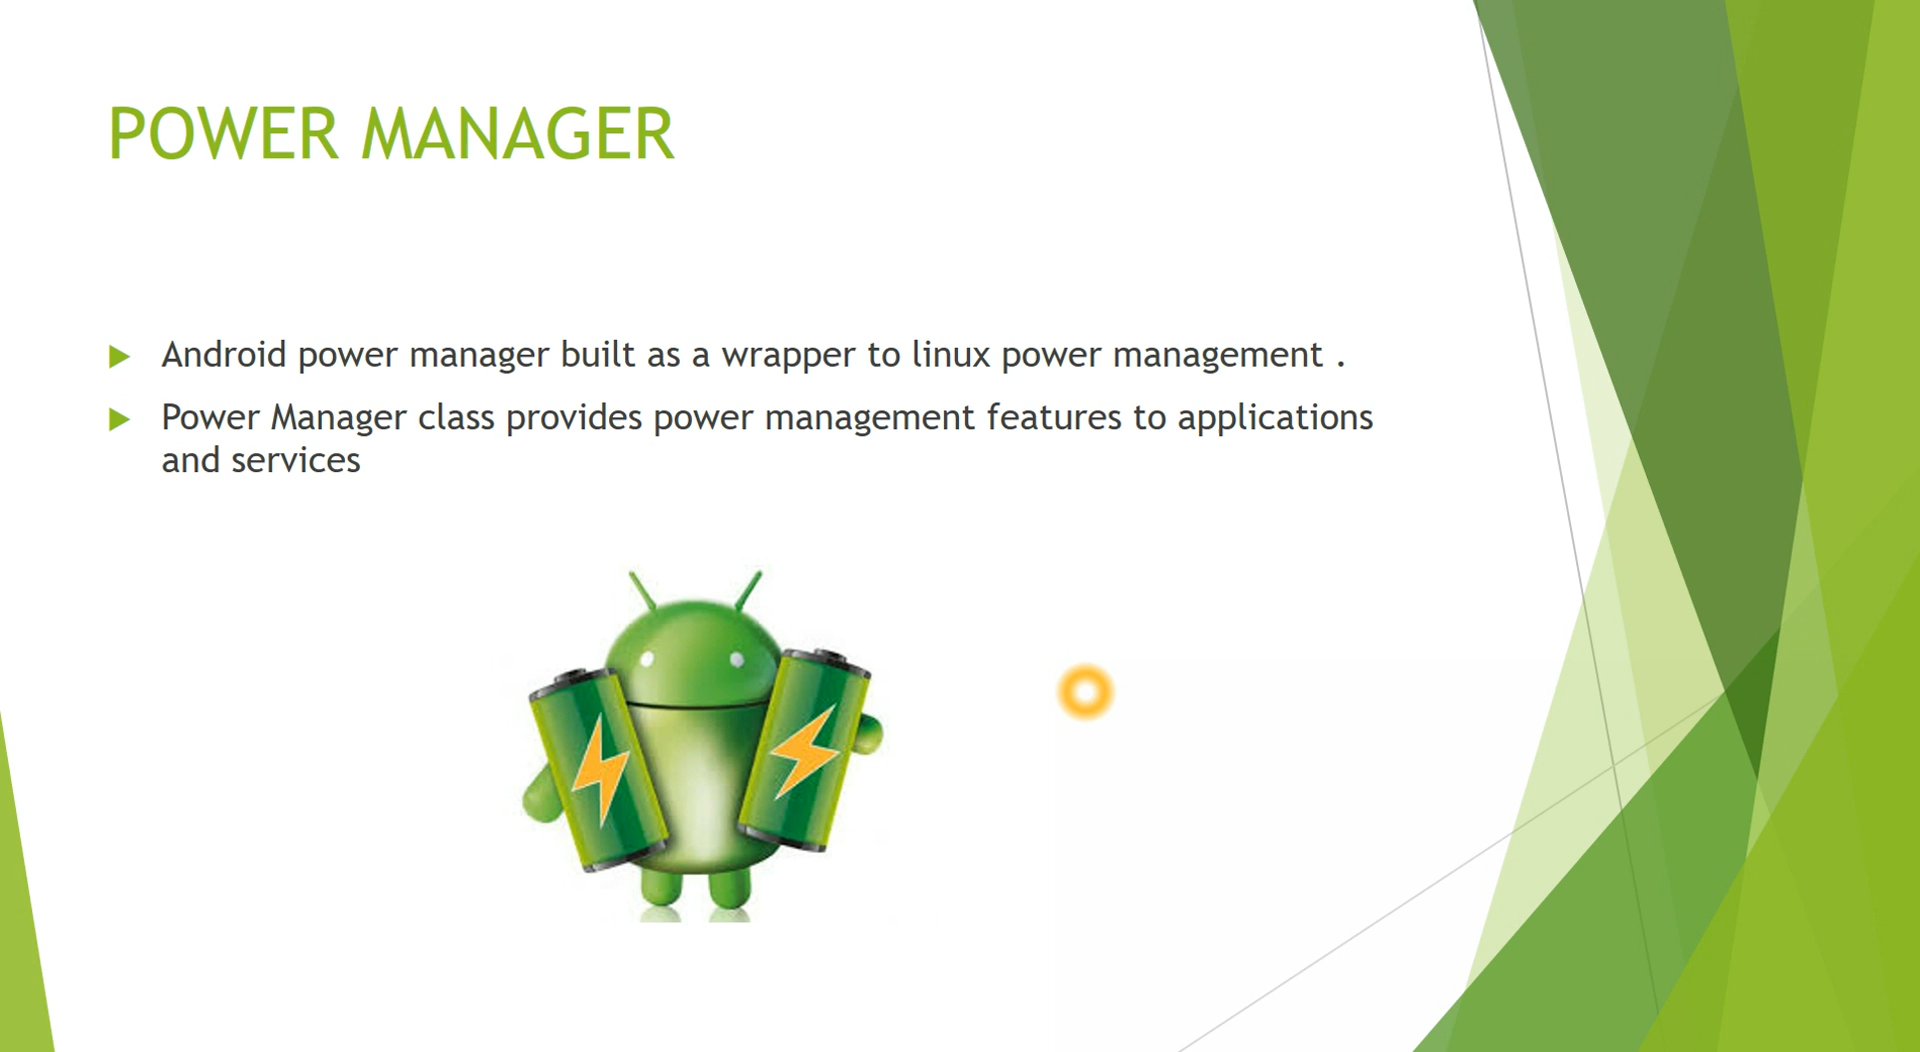 POWER MANAGER
Android power manager built as a wrapper to linux power management .
Power Manager class provides power management features to applications
and services